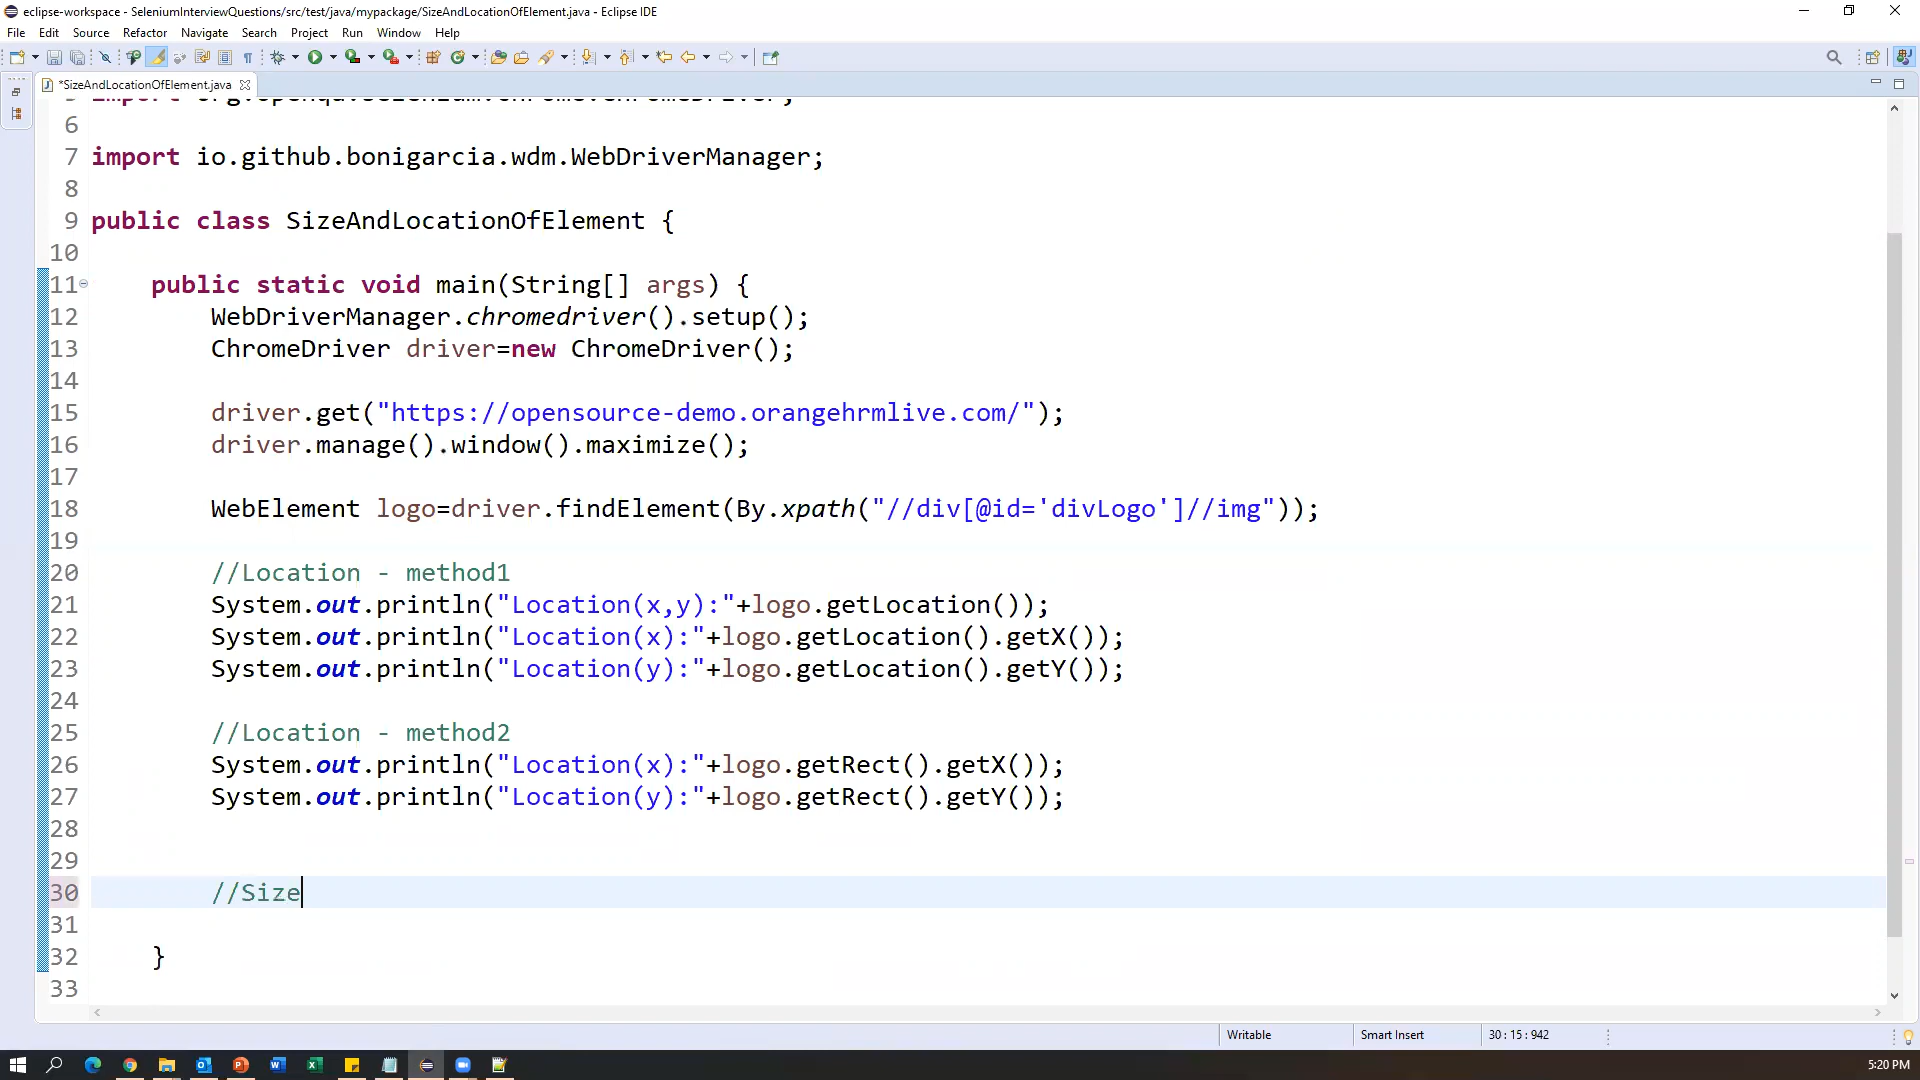 eclipse-workspace - SeleniumInterviewQuestions/src/test/java/mypackage/SizeAndLocationOfElement.java - Eclipse IDE
File Edit Source Refactor Navigate Search Project Run Window Help
*SizeAndLocationOfElement.java
5 import org.openqa.selenium.chrome.ChromeDriver;
6
7 import io.github.bonigarcia.wdm.WebDriverManager;
8
9 public class SizeAndLocationOfElement {
10
11 public static void main(String[] args) {
12 WebDriverManager.chromedriver().setup();
13 ChromeDriver driver=new ChromeDriver();
14
15 driver.get("https://opensource-demo.orangehrmlive.com/");
16 driver.manage().window().maximize();
17
18 WebElement logo=driver.findElement(By.xpath("//div[@id='divLogo']//img"));
19
20 //Location - method1
21 System.out.println("Location(x,y):"+logo.getLocation());
22 System.out.println("Location(x):"+logo.getLocation().getX());
23 System.out.println("Location(y):"+logo.getLocation().getY());
24
25 //Location - method2
26 System.out.println("Location(x):"+logo.getRect().getX());
27 System.out.println("Location(y):"+logo.getRect().getY());
28
29
30 //Size
31
32 }
33
Writable Smart Insert 30 : 15 : 942
5:20 PM